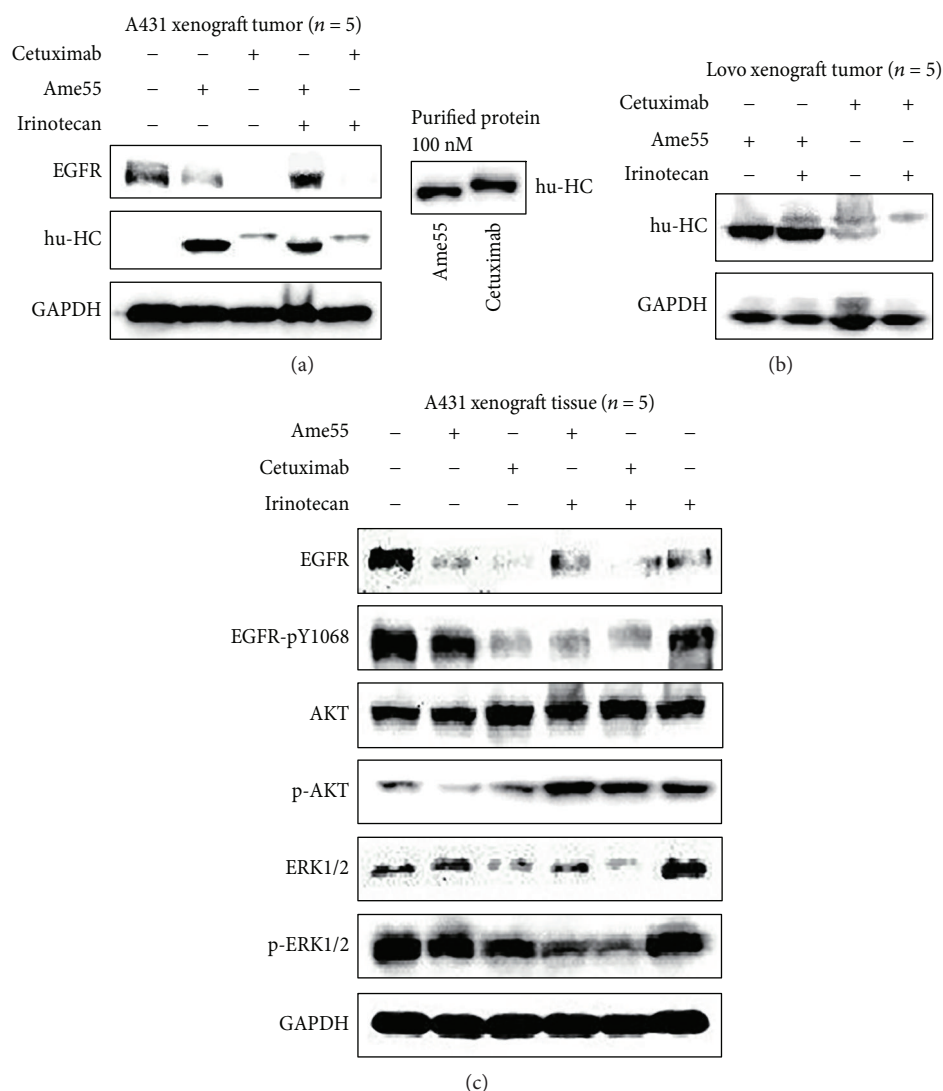 A431 xenograft tumor (n = 5)
Cetuximab − − + − +
Ame55 − + − + −
Irinotecan − − − + +
EGFR
hu-HC
GAPDH
(a)
Purified protein
100 nM
hu-HC
Ame55
Cetuximab
Lovo xenograft tumor (n = 5)
Cetuximab − − + +
Ame55 + + − −
Irinotecan − + − +
hu-HC
GAPDH
(b)
A431 xenograft tissue (n = 5)
Ame55 − + − + − −
Cetuximab − − + − + −
Irinotecan − − − + + +
EGFR
EGFR-pY1068
AKT
p-AKT
ERK1/2
p-ERK1/2
GAPDH
(c)